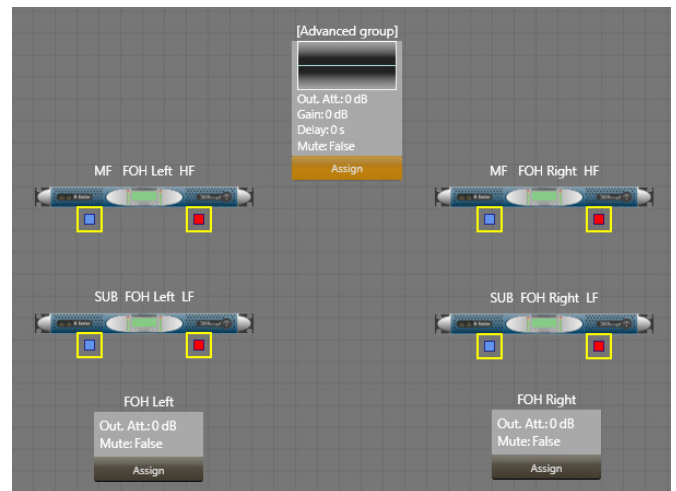 [Advanced group]
Out. Att.: 0 dB
Gain: 0 dB
Delay: 0 s
Mute: False
Assign
MF FOH Left HF
MF FOH Right HF
SUB FOH Left LF
SUB FOH Right LF
FOH Left
Out. Att.: 0 dB
Mute: False
Assign
FOH Right
Out. Att.: 0 dB
Mute: False
Assign